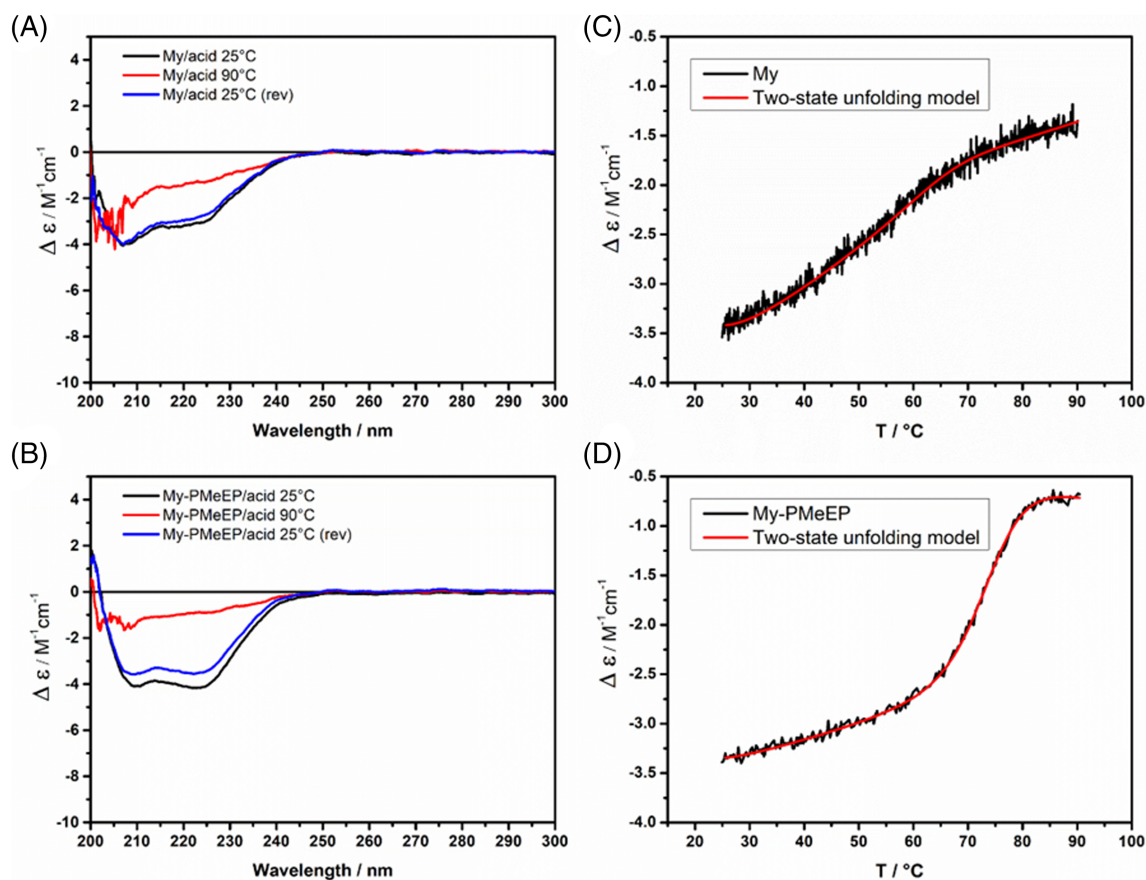 (A)
My/acid 25°C
My/acid 90°C
My/acid 25°C (rev)
4
2
0
-2
-4
-6
-8
-10
Δ ε / M⁻¹cm⁻¹
200 210 220 230 240 250 260 270 280 290 300
Wavelength / nm
(B)
My-PMeEP/acid 25°C
My-PMeEP/acid 90°C
My-PMeEP/acid 25°C (rev)
4
2
0
-2
-4
-6
-8
-10
Δ ε / M⁻¹cm⁻¹
200 210 220 230 240 250 260 270 280 290 300
Wavelength / nm
(C)
My
Two-state unfolding model
-0.5
-1.0
-1.5
-2.0
-2.5
-3.0
-3.5
-4.0
Δ ε / M⁻¹cm⁻¹
20 30 40 50 60 70 80 90 100
T / °C
(D)
My-PMeEP
Two-state unfolding model
-0.5
-1.0
-1.5
-2.0
-2.5
-3.0
-3.5
-4.0
Δ ε / M⁻¹cm⁻¹
20 30 40 50 60 70 80 90 100
T / °C